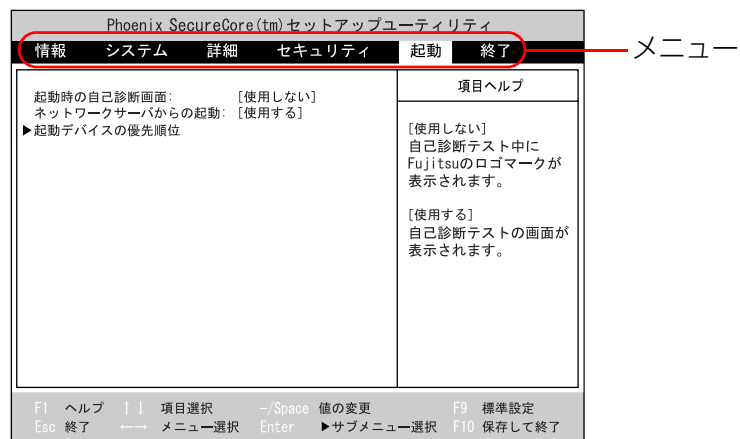 Phoenix SecureCore(tm)セットアップユーティリティ
情報 システム 詳細 セキュリティ 起動 終了
メニュー
起動時の自己診断画面: [使用しない]
ネットワークサーバからの起動: [使用する]
▶起動デバイスの優先順位
項目ヘルプ
[使用しない]
自己診断テスト中に
Fujitsuのロゴマークが
表示されます。
[使用する]
自己診断テストの画面が
表示されます。
F1 ヘルプ ↑↓ 項目選択 -/Space 値の変更 F9 標準設定
Esc 終了 ←→ メニュー選択 Enter ▶サブメニュー選択 F10 保存して終了